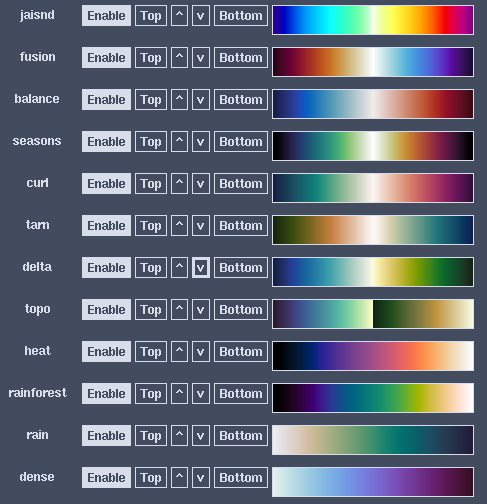 jaisnd Enable Top ^ v Bottom
fusion Enable Top ^ v Bottom
balance Enable Top ^ v Bottom
seasons Enable Top ^ v Bottom
curl Enable Top ^ v Bottom
tarn Enable Top ^ v Bottom
delta Enable Top ^ v Bottom
topo Enable Top ^ v Bottom
heat Enable Top ^ v Bottom
rainforest Enable Top ^ v Bottom
rain Enable Top ^ v Bottom
dense Enable Top ^ v Bottom